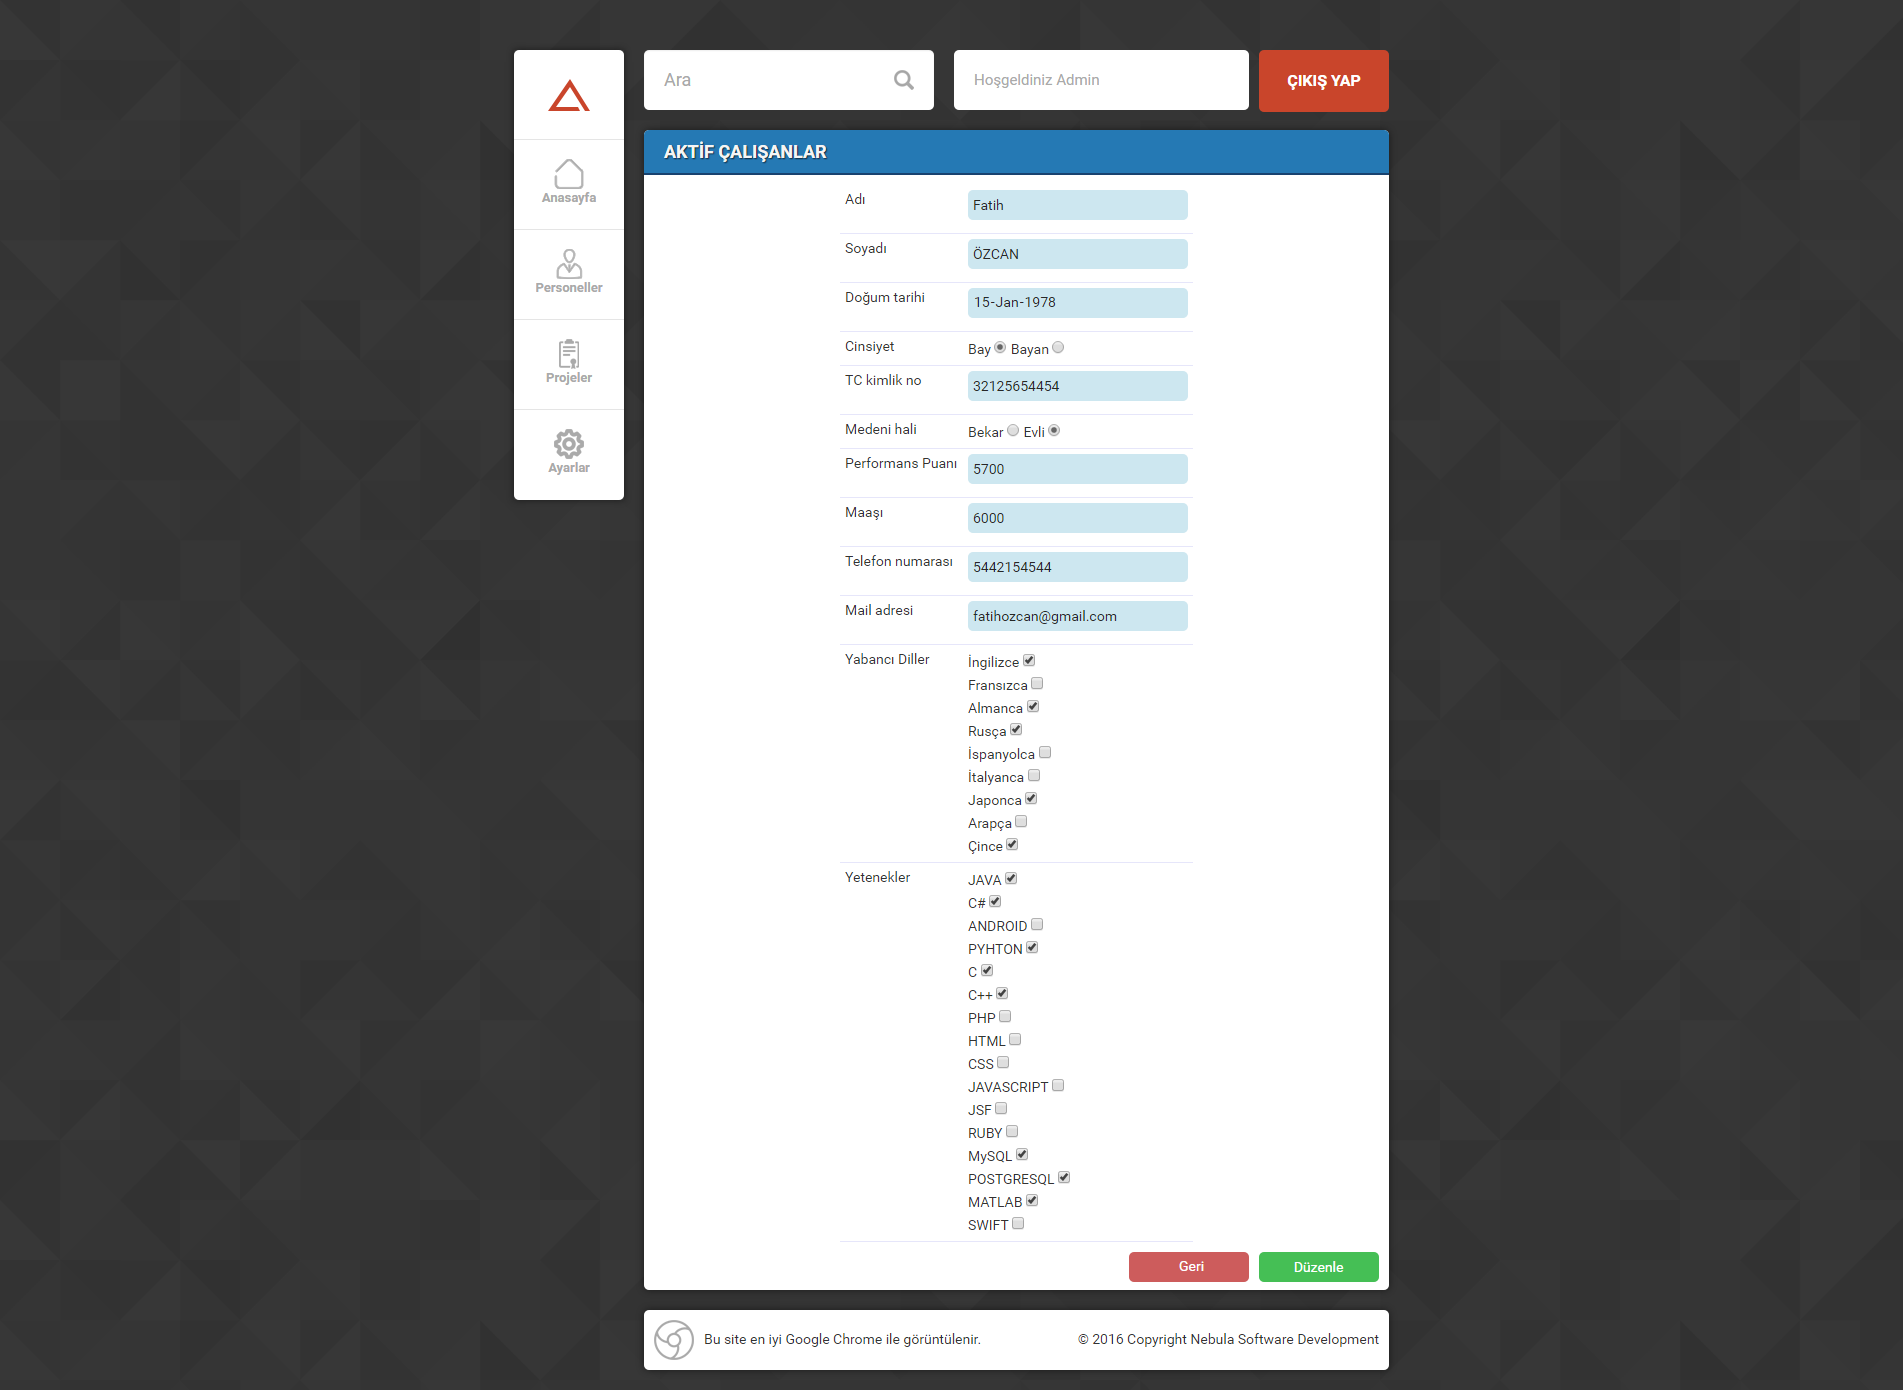 Ara
Hoşgeldiniz Admin
ÇIKIŞ YAP
Anasayfa
Personeller
Projeler
Ayarlar
AKTİF ÇALIŞANLAR
Adı Fatih
Soyadı ÖZCAN
Doğum tarihi 15-Jan-1978
Cinsiyet Bay Bayan
TC kimlik no 32125654454
Medeni hali Bekar Evli
Performans Puanı 5700
Maaşı 6000
Telefon numarası 5442154544
Mail adresi fatihozcan@gmail.com
Yabancı Diller İngilizce
Fransızca
Almanca
Rusça
İspanyolca
İtalyanca
Japonca
Arapça
Çince
Yetenekler JAVA
C#
ANDROID
PYHTON
C
C++
PHP
HTML
CSS
JAVASCRIPT
JSF
RUBY
MySQL
POSTGRESQL
MATLAB
SWIFT
Geri Düzenle
Bu site en iyi Google Chrome ile görüntülenir. © 2016 Copyright Nebula Software Development